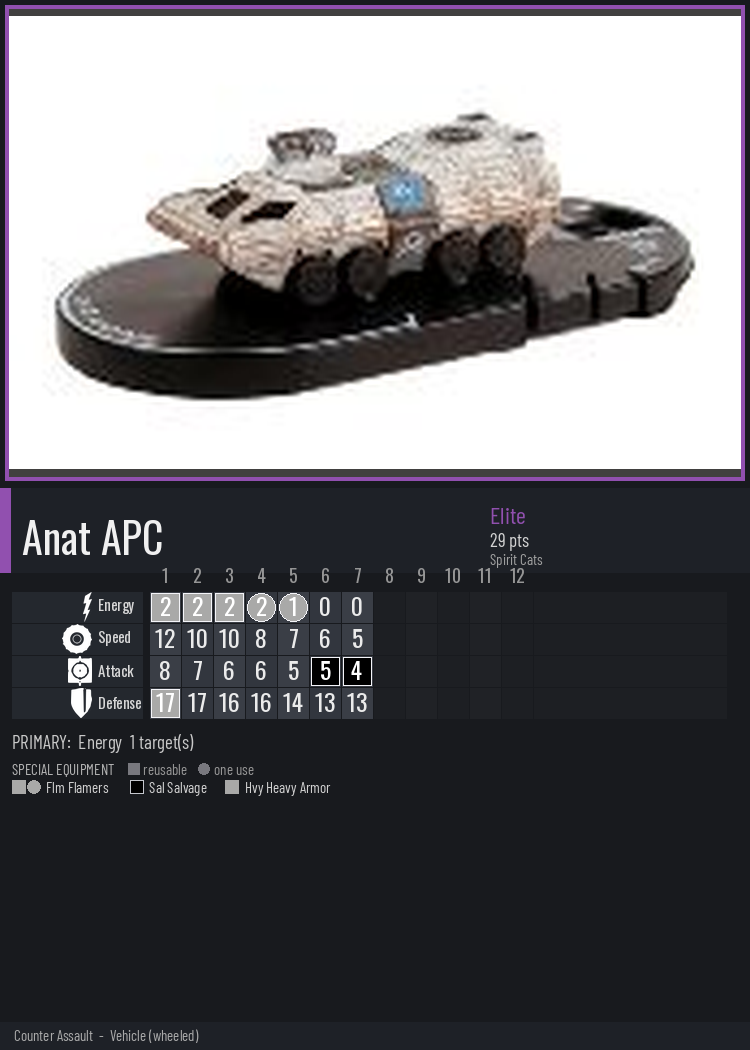 Anat APC
Elite
29 pts
Spirit Cats
1 2 3 4 5 6 7 8 9 10 11 12
Energy 2 2 2 2 1 0 0
Speed 12 10 10 8 7 6 5
Attack 8 7 6 6 5 5 4
Defense 17 17 16 16 14 13 13
PRIMARY: Energy 1 target(s)
SPECIAL EQUIPMENT reusable one use
Flm Flamers Sal Salvage Hvy Heavy Armor
Counter Assault - Vehicle (wheeled)